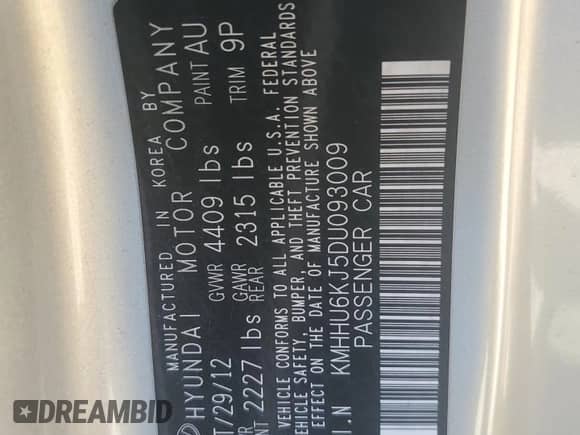 MANUFACTURED IN KOREA BY
HYUNDAI MOTOR COMPANY
T/29/12 GVWR 4409 lbs PAINT AU
2227 lbs GAWR REAR 2315 lbs TRIM 9P
VEHICLE CONFORMS TO ALL APPLICABLE U.S.A. FEDERAL
VEHICLE SAFETY, BUMPER, AND THEFT PREVENTION STANDARDS
EFFECT ON THE DATE OF MANUFACTURE SHOWN ABOVE
I.N KMHHU6KJ5DU093009
PASSENGER CAR
DREAMBID